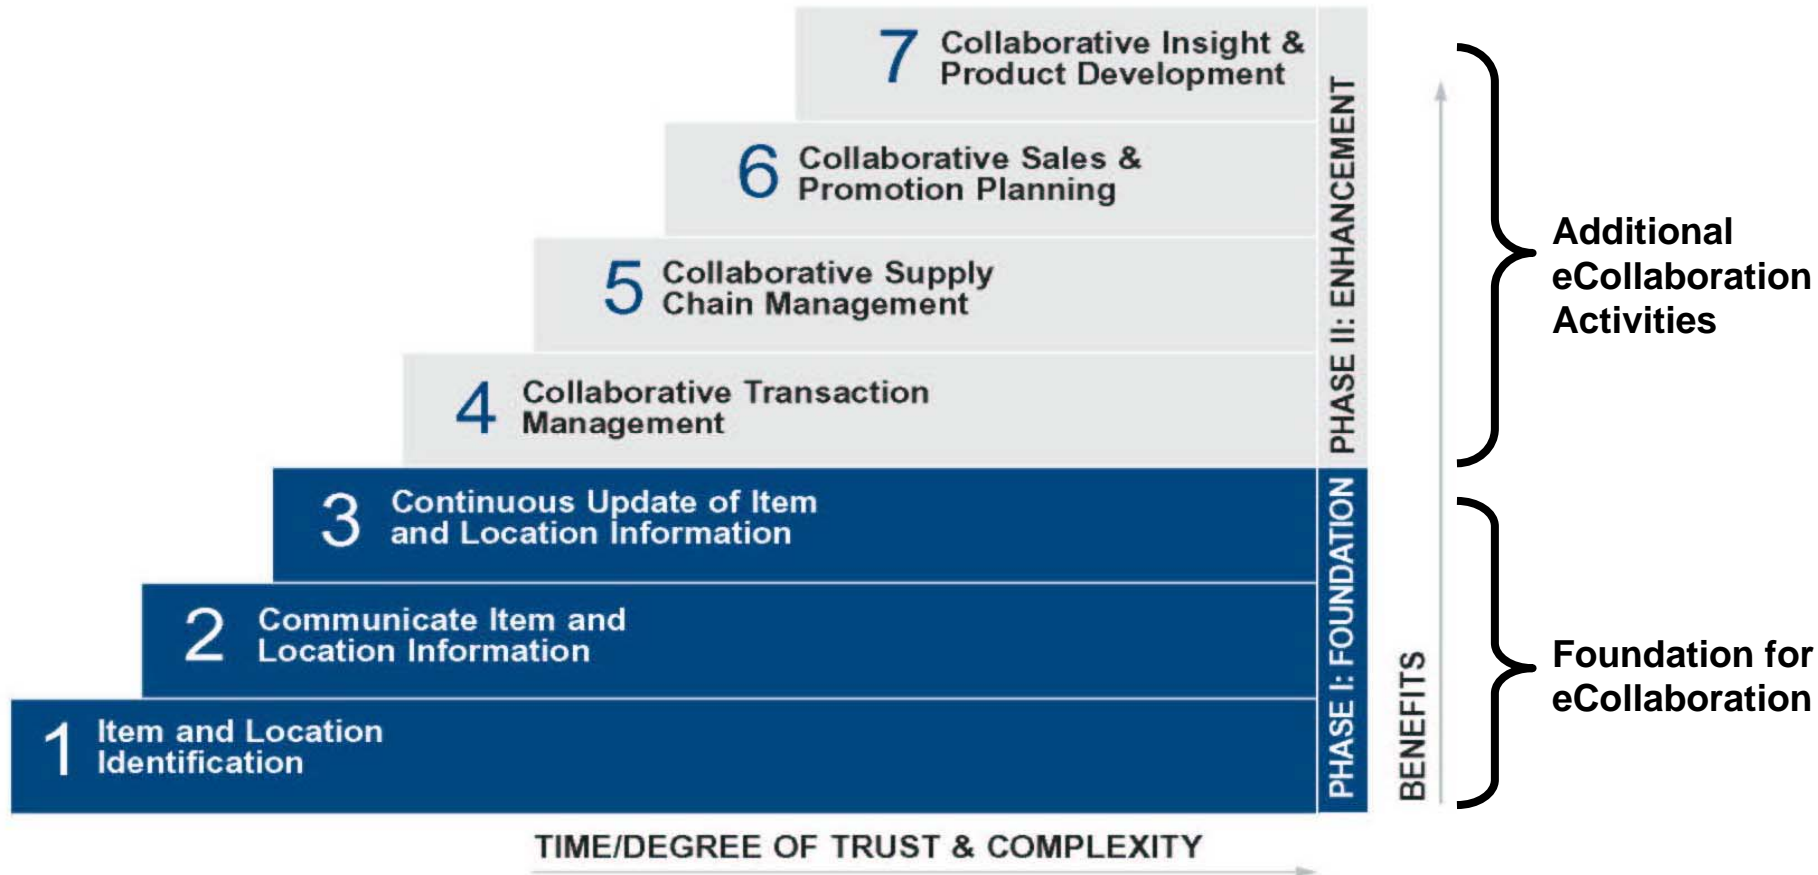 7
Collaborative Insight &
Product Development
6
Collaborative Sales &
Promotion Planning
5
Collaborative Supply
Chain Management
4
Collaborative Transaction
Management
3
Continuous Update of Item
and Location Information
2
Communicate Item and
Location Information
1
Item and Location
Identification
PHASE II: ENHANCEMENT
PHASE I: FOUNDATION
BENEFITS
Additional
eCollaboration
Activities
Foundation for
eCollaboration
TIME/DEGREE OF TRUST & COMPLEXITY